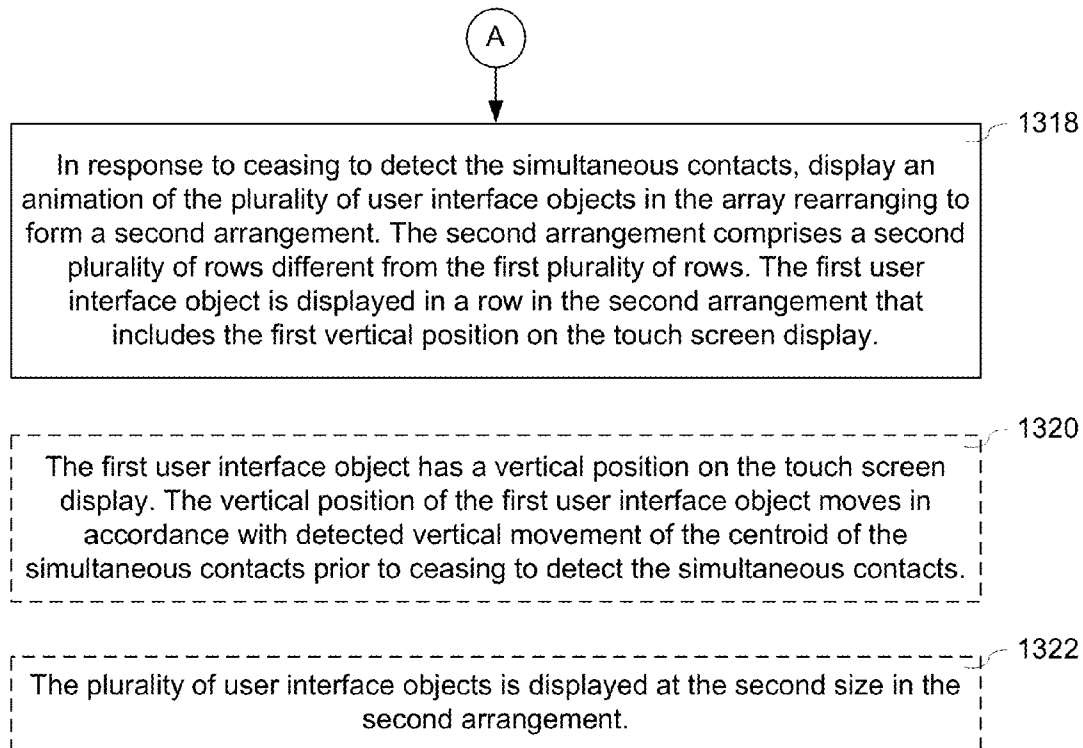 A
1318
In response to ceasing to detect the simultaneous contacts, display an
animation of the plurality of user interface objects in the array rearranging to
form a second arrangement. The second arrangement comprises a second
plurality of rows different from the first plurality of rows. The first user
interface object is displayed in a row in the second arrangement that
includes the first vertical position on the touch screen display.
1320
The first user interface object has a vertical position on the touch screen
display. The vertical position of the first user interface object moves in
accordance with detected vertical movement of the centroid of the
simultaneous contacts prior to ceasing to detect the simultaneous contacts.
1322
The plurality of user interface objects is displayed at the second size in the
second arrangement.